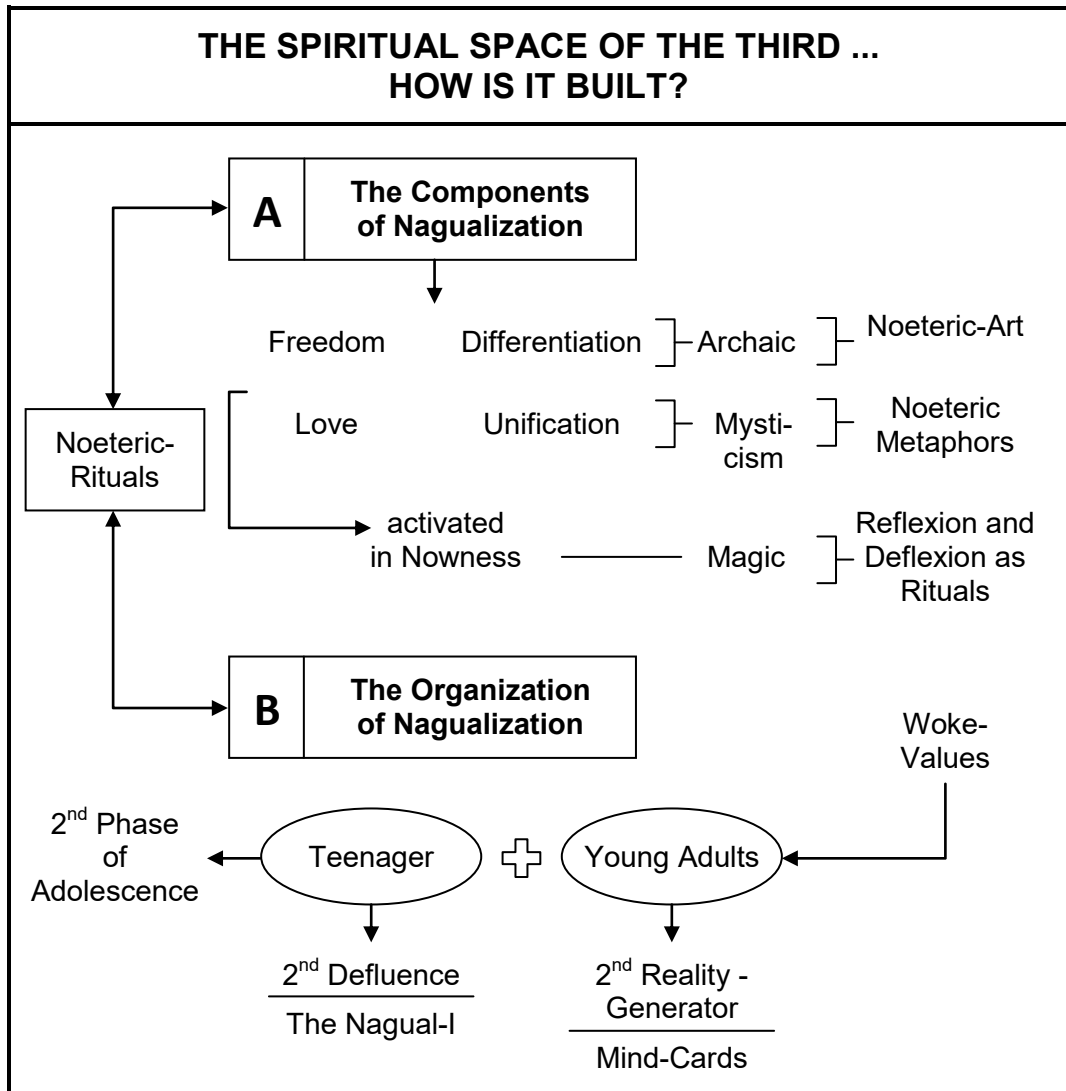 THE SPIRITUAL SPACE OF THE THIRD ...
HOW IS IT BUILT?
A
The Components
of Nagualization
Freedom
Differentiation
Archaic
Noeteric-Art
Noeteric-
Rituals
Love
Unification
Mysti-
cism
Noeteric
Metaphors
activated
in Nowness
Magic
Reflexion and
Deflexion as
Rituals
B
The Organization
of Nagualization
Woke-
Values
2nd Phase
of
Adolescence
Teenager
Young Adults
2nd Defluence
The Nagual-I
2nd Reality -
Generator
Mind-Cards